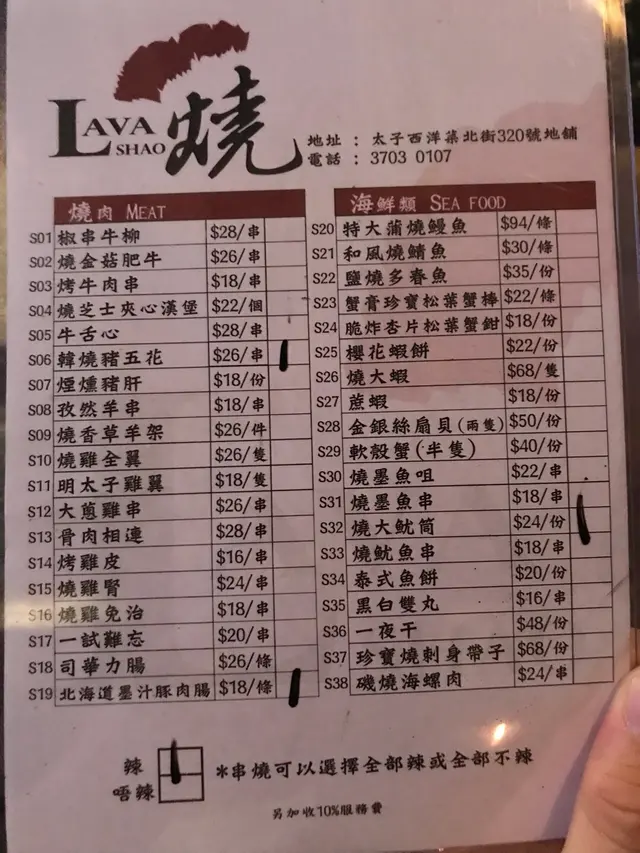 LAVA SHAO 燒
地址：太子西洋菜北街320號地舖
電話：3703 0107
燒肉 MEAT
S01 椒串牛柳 $28/串
S02 燒金菇肥牛 $26/串
S03 烤牛肉串 $18/串
S04 燒芝士夾心漢堡 $22/個
S05 牛舌心 $28/串
S06 韓燒豬五花 $26/串
S07 煙燻豬肝 $18/份
S08 孜然羊串 $18/串
S09 燒香草羊架 $26/件
S10 燒雞全翼 $26/隻
S11 明太子雞翼 $18/隻
S12 大蔥雞串 $26/串
S13 骨肉相連 $28/串
S14 烤雞皮 $16/串
S15 燒雞腎 $24/串
S16 燒雞免治 $18/串
S17 一試難忘 $20/串
S18 司華力腸 $26/條
S19 北海道墨汁豚肉腸 $18/條
海鮮類 SEA FOOD
S20 特大蒲燒鰻魚 $94/條
S21 和風燒鯖魚 $30/條
S22 鹽燒多春魚 $35/份
S23 蟹膏珍寶松葉蟹棒 $22/條
S24 脆炸杏片松葉蟹鉗 $18/份
S25 櫻花蝦餅 $22/份
S26 燒大蝦 $68/隻
S27 蔗蝦 $18/份
S28 金銀絲扇貝(兩隻) $50/份
S29 軟殼蟹(半隻) $40/份
S30 燒墨魚咀 $22/串
S31 燒墨魚串 $18/串
S32 燒大魷筒 $24/份
S33 燒魷魚串 $18/串
S34 泰式魚餅 $20/份
S35 黑白雙丸 $16/串
S36 一夜干 $48/份
S37 珍寶燒刺身帶子 $68/份
S38 磯燒海螺肉 $24/串
辣
唔辣
*串燒可以選擇全部辣或全部不辣
另加收10%服務費